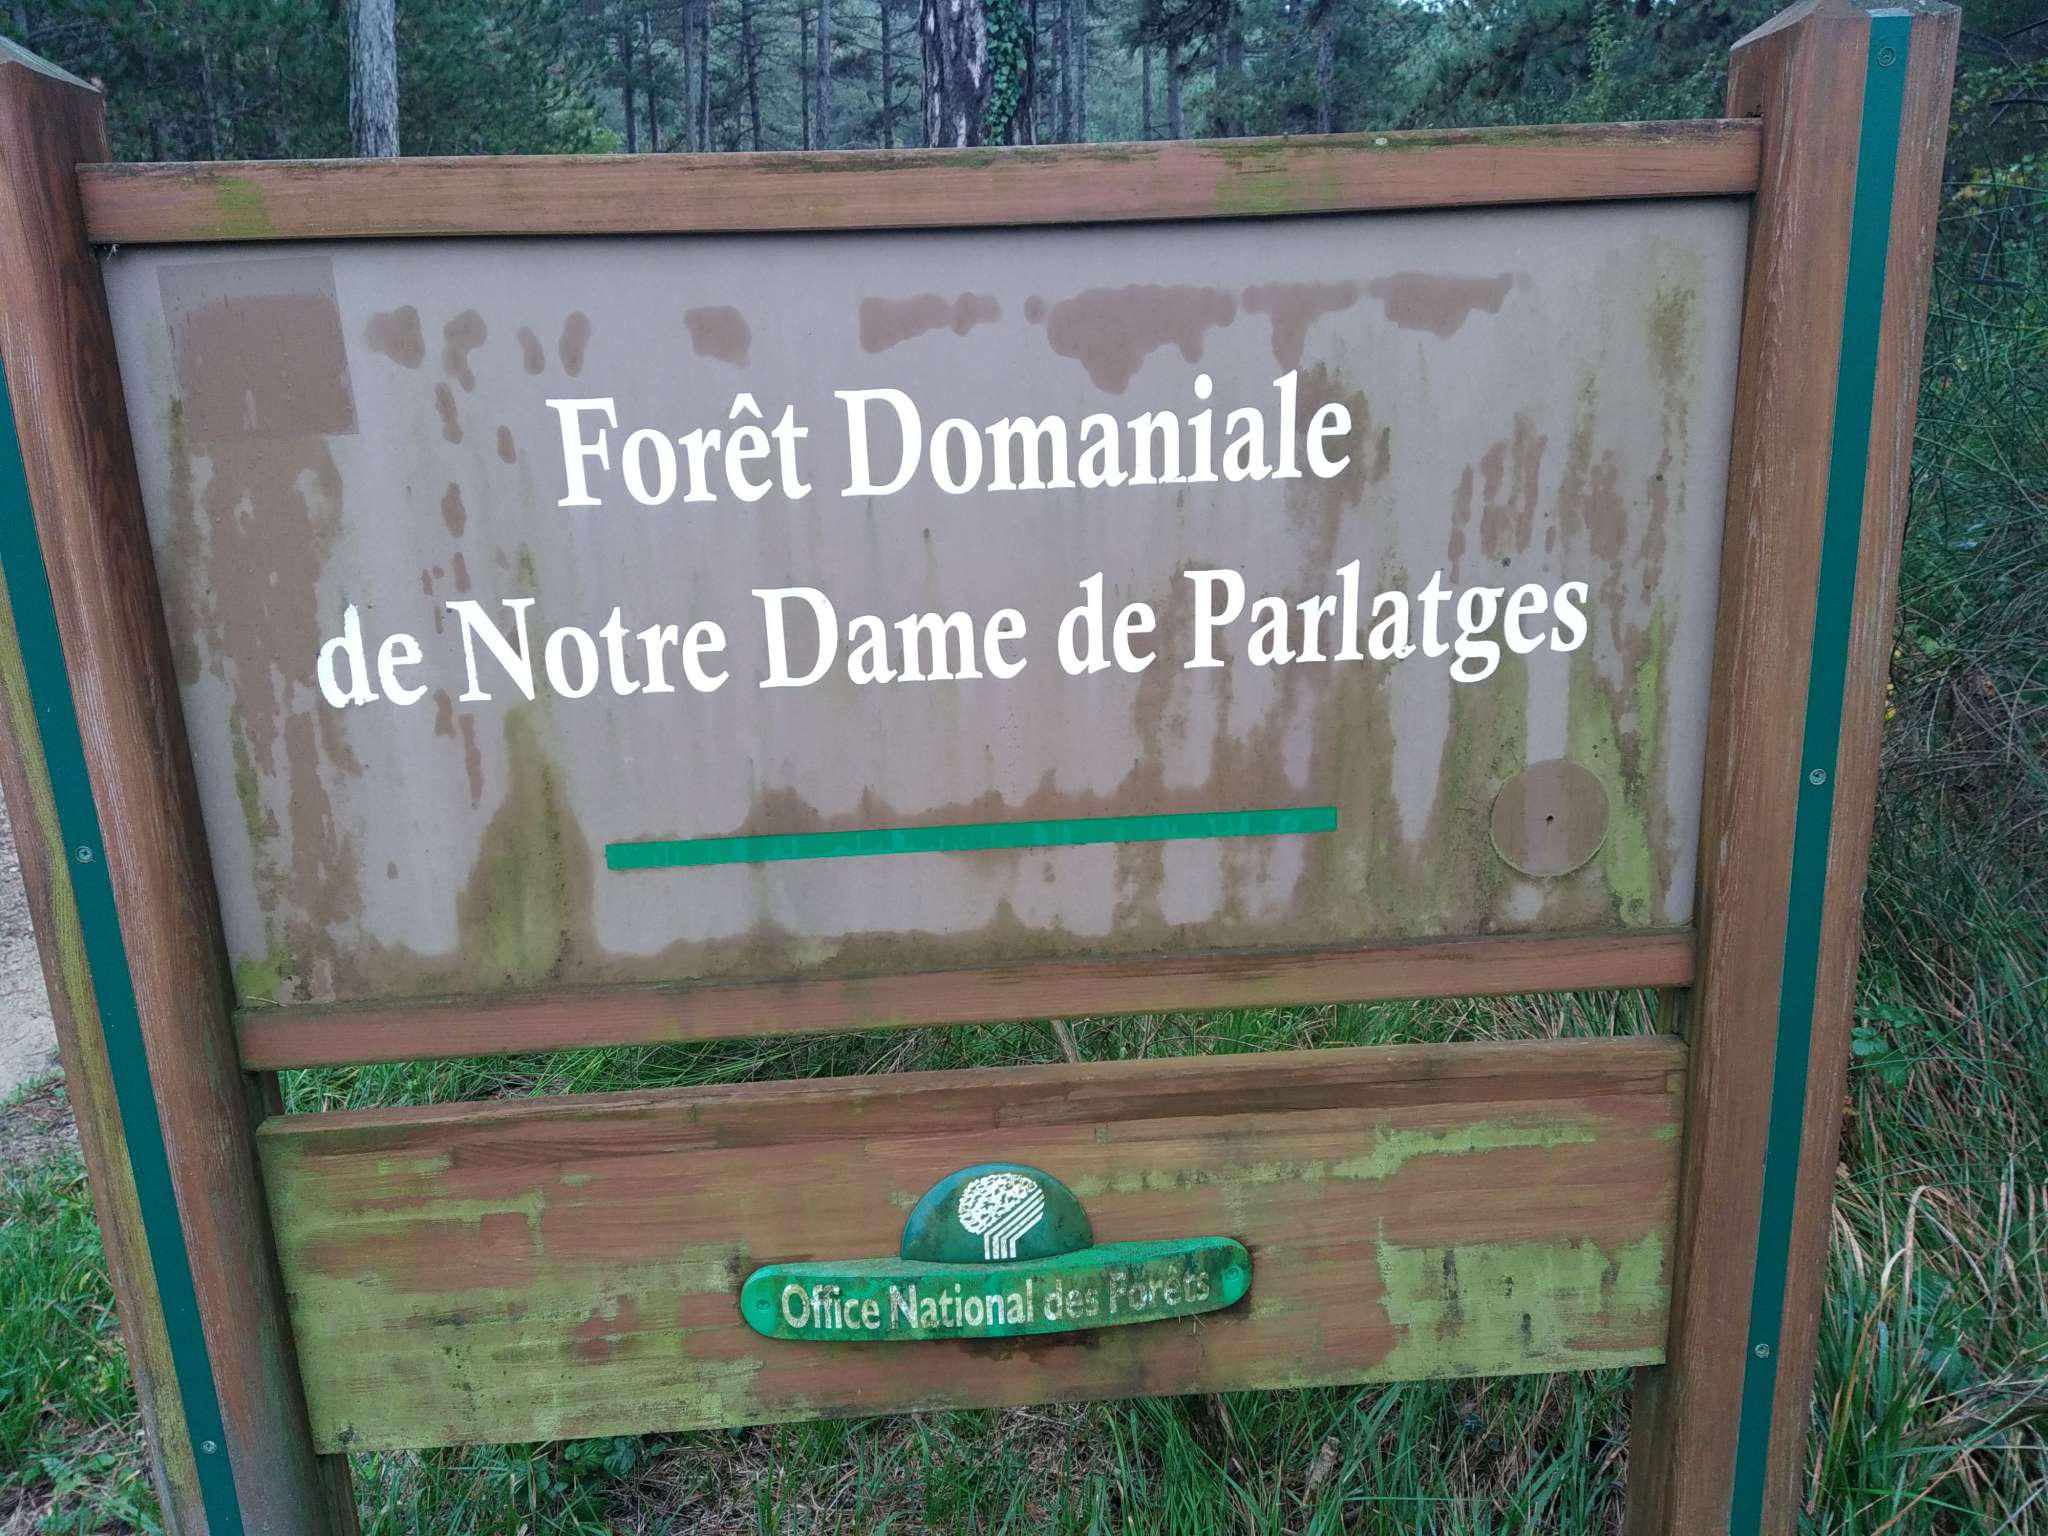 Forêt Domaniale
de Notre Dame de Parlatges
Office National des Forêts